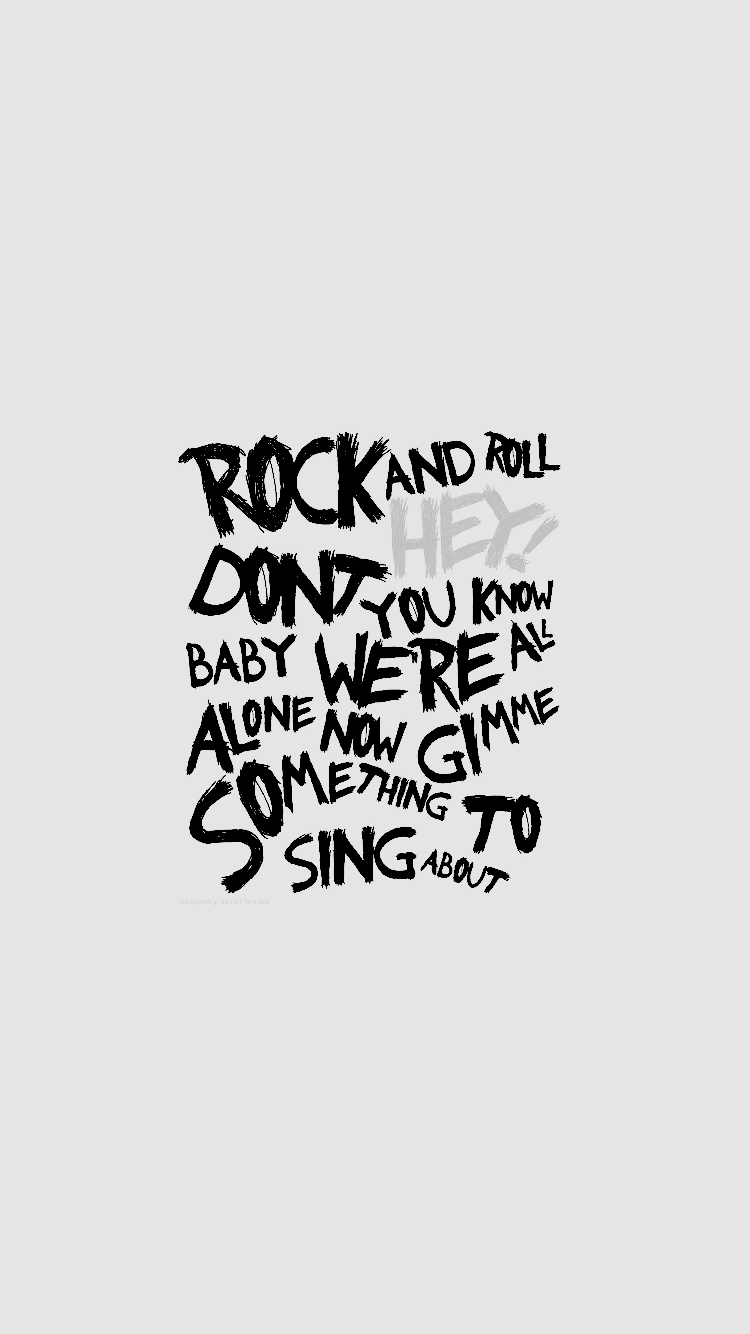 ROCK AND ROLL
HEY!
DONT YOU KNOW
BABY WE'RE ALL
ALONE NOW GIMME
SOMETHING TO
SING ABOUT